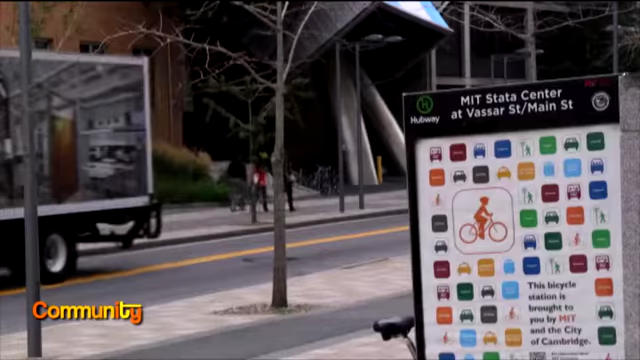 Hubway
MIT Stata Center
at Vassar St/Main St
This bicycle
station is
brought to
you by MIT
and the City
of Cambridge.
Community